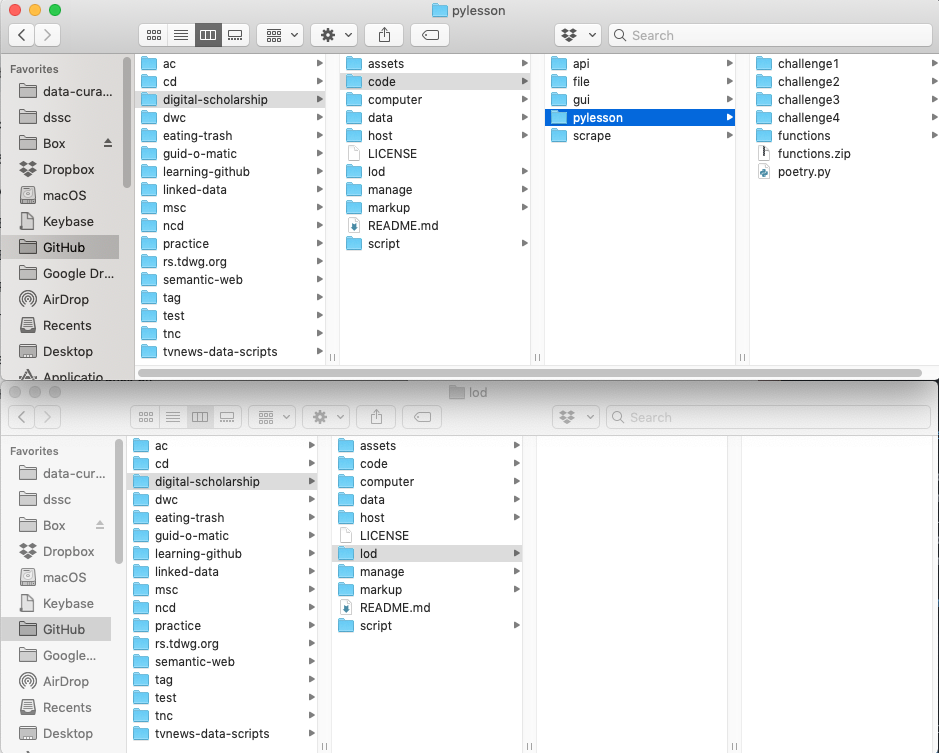 pylesson
Search
Favorites
data-cura...
dssc
Box
Dropbox
macOS
Keybase
GitHub
Google Dr...
AirDrop
Recents
Desktop
Applicatio
ac
cd
digital-scholarship
dwc
eating-trash
guid-o-matic
learning-github
linked-data
msc
ncd
practice
rs.tdwg.org
semantic-web
tag
test
tnc
tvnews-data-scripts
assets
code
computer
data
host
LICENSE
lod
manage
markup
README.md
script
api
file
gui
pylesson
scrape
challenge1
challenge2
challenge3
challenge4
functions
functions.zip
poetry.py
lod
Search
Favorites
data-cur...
dssc
Box
Dropbox
macOS
Keybase
GitHub
Google...
AirDrop
Recents
Desktop
ac
cd
digital-scholarship
dwc
eating-trash
guid-o-matic
learning-github
linked-data
msc
ncd
practice
rs.tdwg.org
semantic-web
tag
test
tnc
tvnews-data-scripts
assets
code
computer
data
host
LICENSE
lod
manage
markup
README.md
script